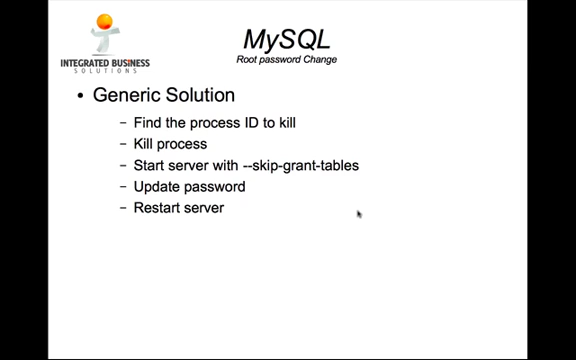 INTEGRATED BUSINESS
SOLUTIONS
MySQL
Root password Change
• Generic Solution
– Find the process ID to kill
– Kill process
– Start server with --skip-grant-tables
– Update password
– Restart server